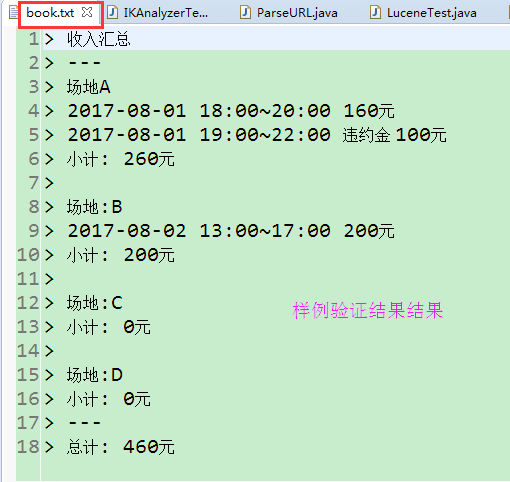 book.txt IKAnalyzerTe... ParseURL.java LuceneTest.java
1 > 收入汇总
2 > ---
3 > 场地A
4 > 2017-08-01 18:00~20:00 160元
5 > 2017-08-01 19:00~22:00 违约金 100元
6 > 小计: 260元
7 >
8 > 场地:B
9 > 2017-08-02 13:00~17:00 200元
10 > 小计: 200元
11 >
12 > 场地:C
样例验证结果结果
13 > 小计: 0元
14 >
15 > 场地:D
16 > 小计: 0元
17 > ---
18 > 总计: 460元